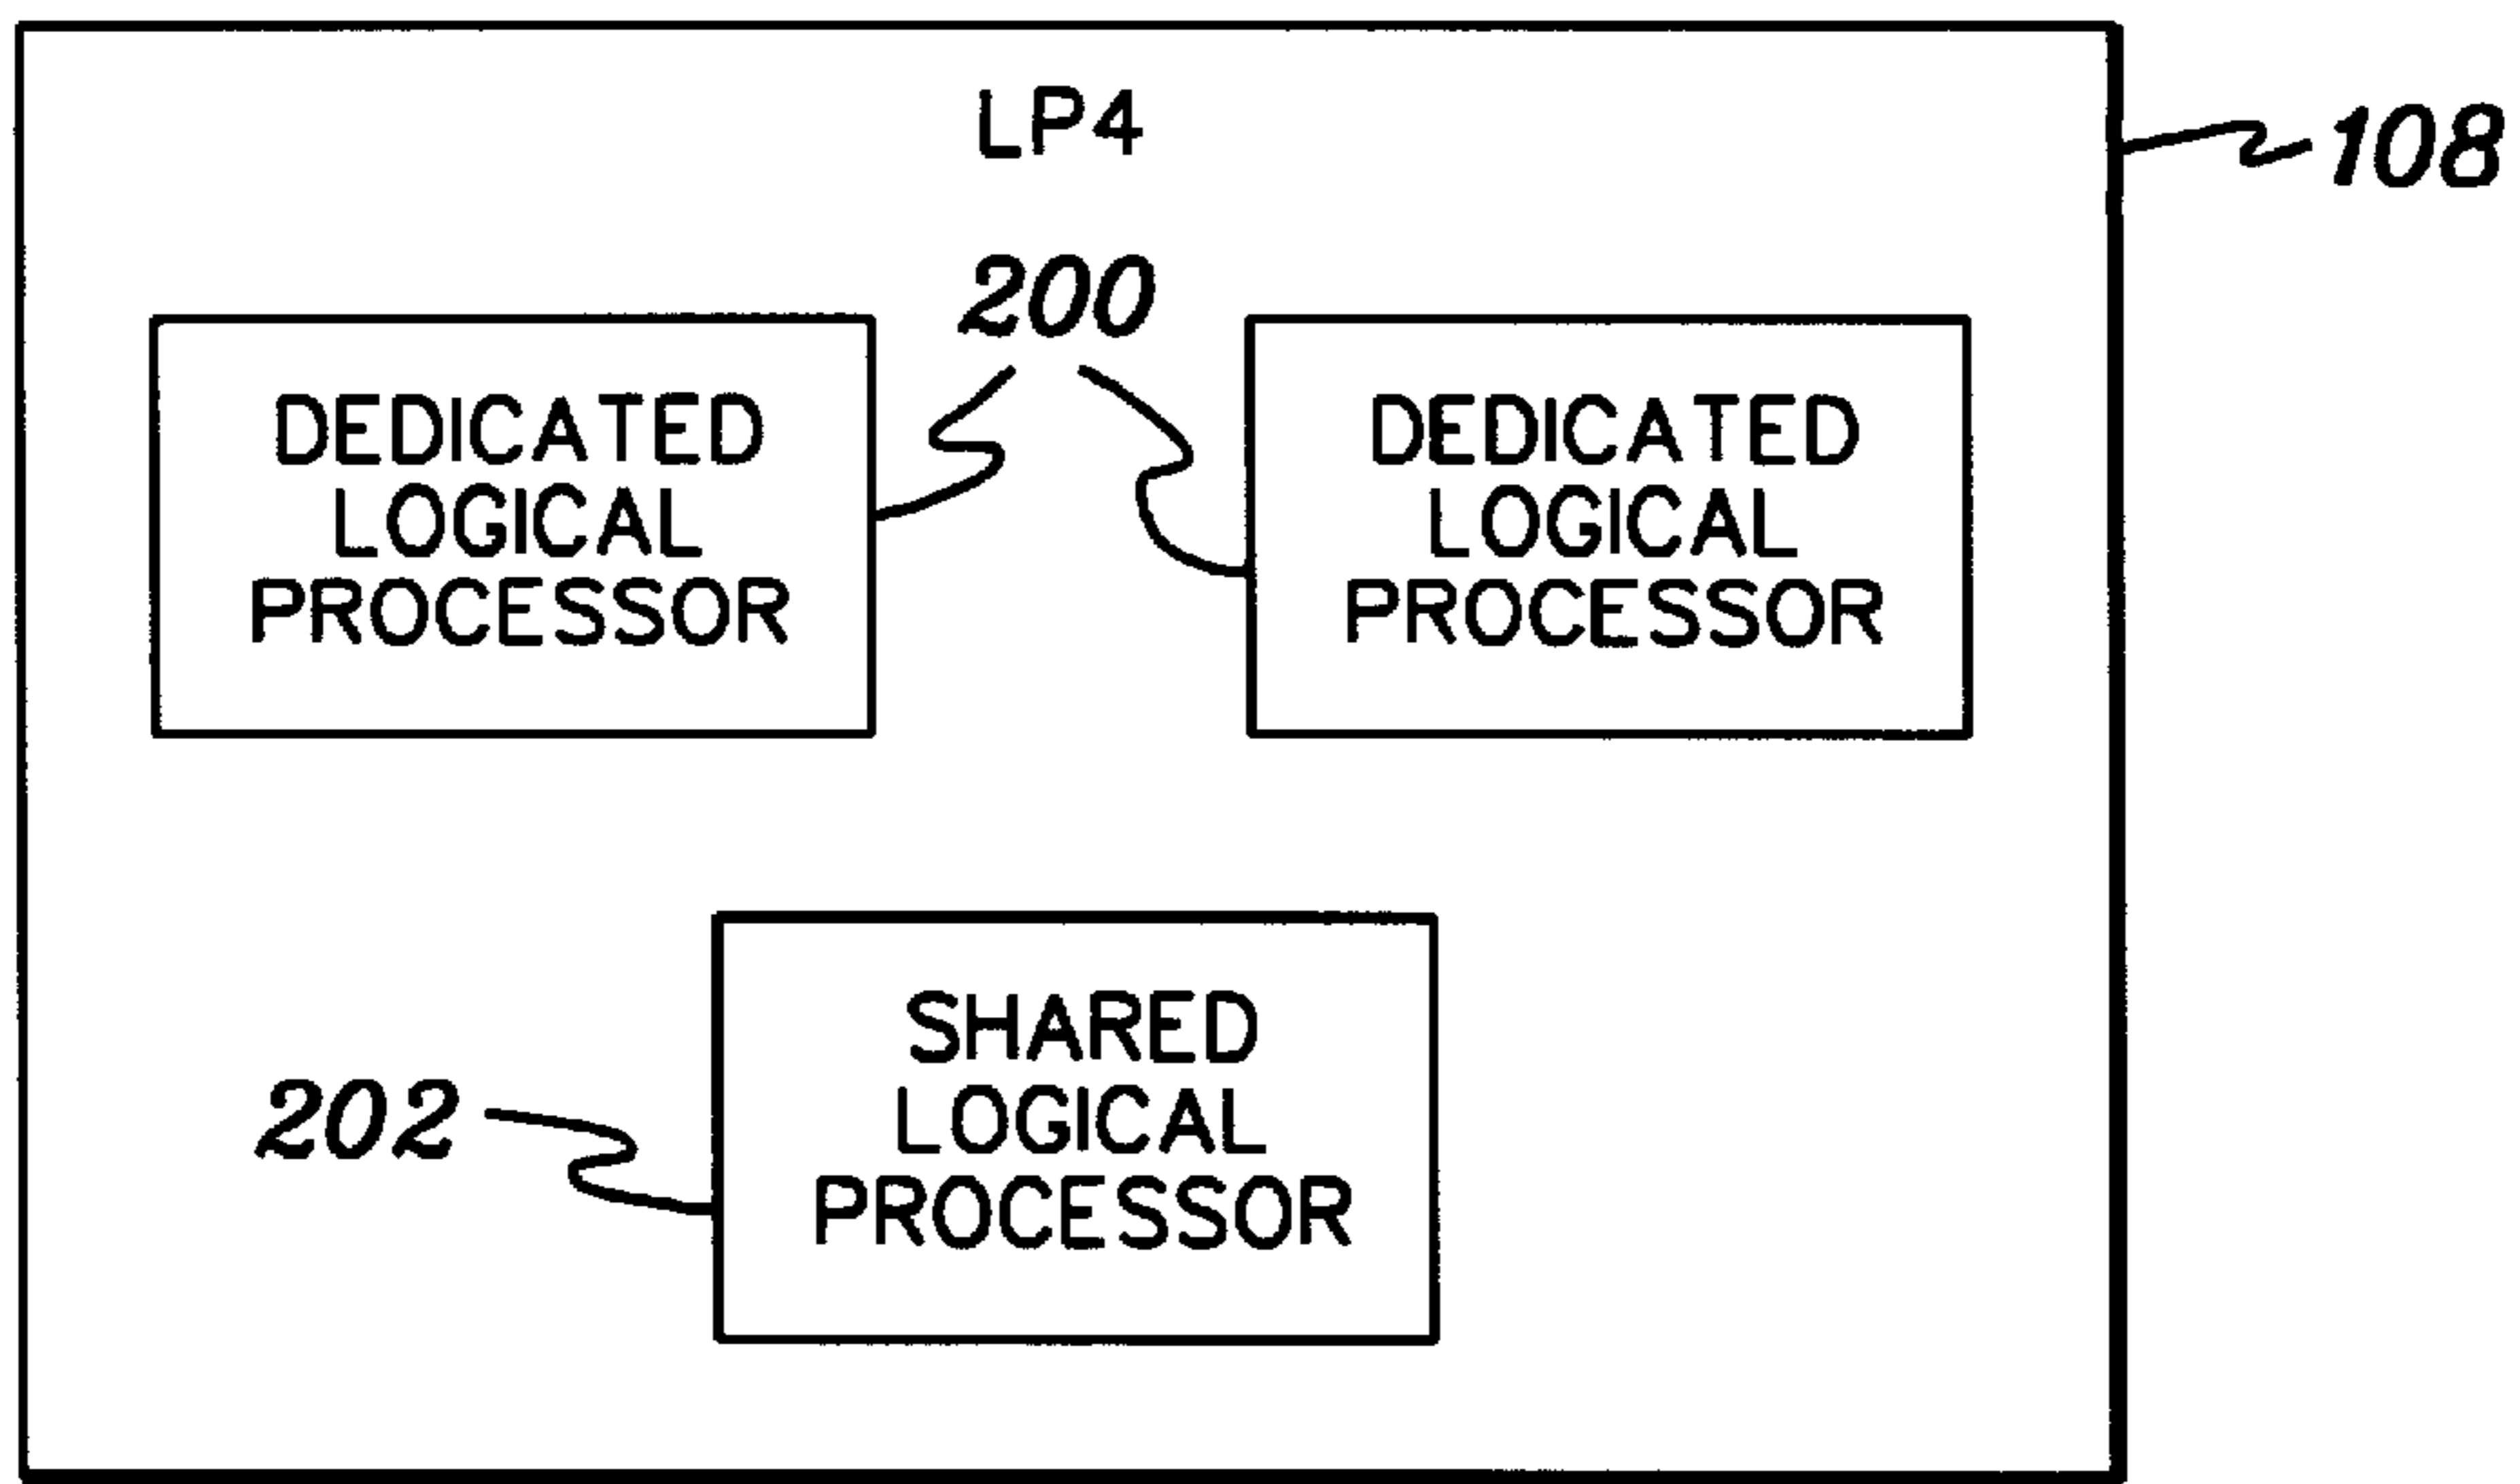 LP4
108
200
DEDICATED
LOGICAL
PROCESSOR
DEDICATED
LOGICAL
PROCESSOR
SHARED
LOGICAL
PROCESSOR
202